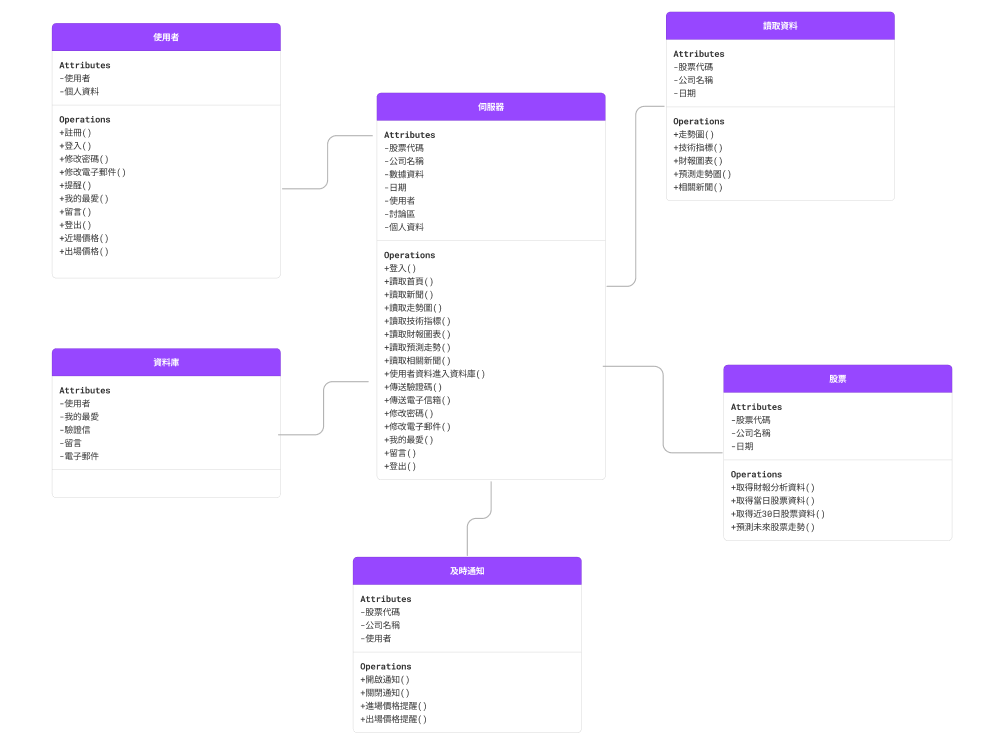 使用者
Attributes
-使用者
-個人資料
Operations
+註冊()
+登入()
+修改密碼()
+修改電子郵件()
+提醒()
+我的最愛()
+留言()
+登出()
+近場價格()
+出場價格()
伺服器
Attributes
-股票代碼
-公司名稱
-數據資料
-日期
-使用者
-討論區
-個人資料
Operations
+登入()
+讀取首頁()
+讀取新聞()
+讀取走勢圖()
+讀取技術指標()
+讀取財報圖表()
+讀取預測走勢()
+讀取相關新聞()
+使用者資料進入資料庫()
+傳送驗證碼()
+傳送電子信箱()
+修改密碼()
+修改電子郵件()
+我的最愛()
+留言()
+登出()
讀取資料
Attributes
-股票代碼
-公司名稱
-日期
Operations
+走勢圖()
+技術指標()
+財報圖表()
+預測走勢圖()
+相關新聞()
資料庫
Attributes
-使用者
-我的最愛
-驗證信
-留言
-電子郵件
股票
Attributes
-股票代碼
-公司名稱
-日期
Operations
+取得財報分析資料()
+取得當日股票資料()
+取得近30日股票資料()
+預測未來股票走勢()
及時通知
Attributes
-股票代碼
-公司名稱
-使用者
Operations
+開啟通知()
+關閉通知()
+進場價格提醒()
+出場價格提醒()